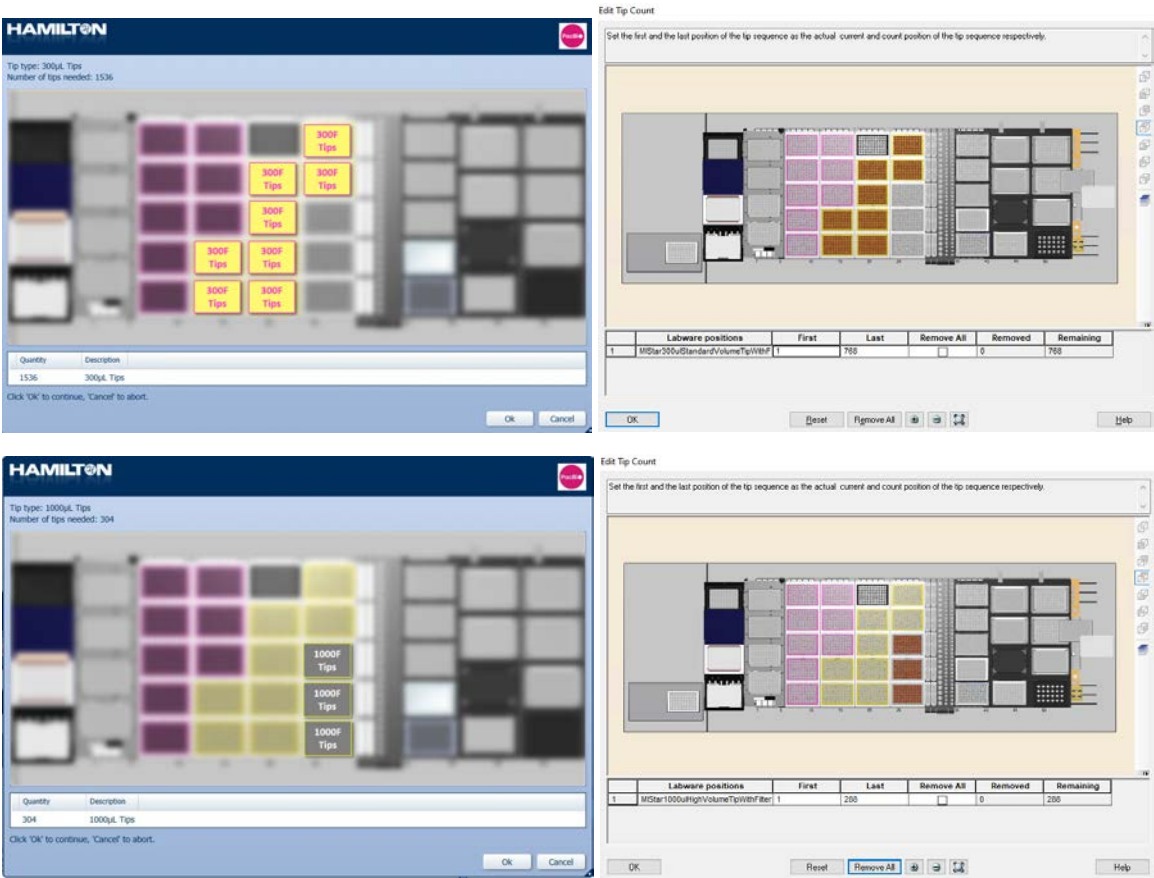 HAMILTON
PacBi
Tip type: 300µL Tips
Number of tips needed: 1536
300F
Tips
300F
Tips
300F
Tips
300F
Tips
300F
Tips
300F
Tips
300F
Tips
300F
Tips
Quantity Description
1536 300µL Tips
Click 'Ok' to continue, 'Cancel' to abort.
Ok Cancel
Edit Tip Count
Set the first and the last position of the tip sequence as the actual current and count position of the tip sequence respectively.
Labware positions First Last Remove All Removed Remaining
1 MlStar300ulStandardVolumeTipWithF 1 768 0 768
OK Reset Remove All Help
HAMILTON
PacBi
Tip type: 1000µL Tips
Number of tips needed: 304
1000F
Tips
1000F
Tips
1000F
Tips
Quantity Description
304 1000µL Tips
Click 'Ok' to continue, 'Cancel' to abort.
Ok Cancel
Edit Tip Count
Set the first and the last position of the tip sequence as the actual current and count position of the tip sequence respectively.
Labware positions First Last Remove All Removed Remaining
1 MlStar1000ulHighVolumeTipWithFilter 1 288 0 288
OK Reset Remove All Help